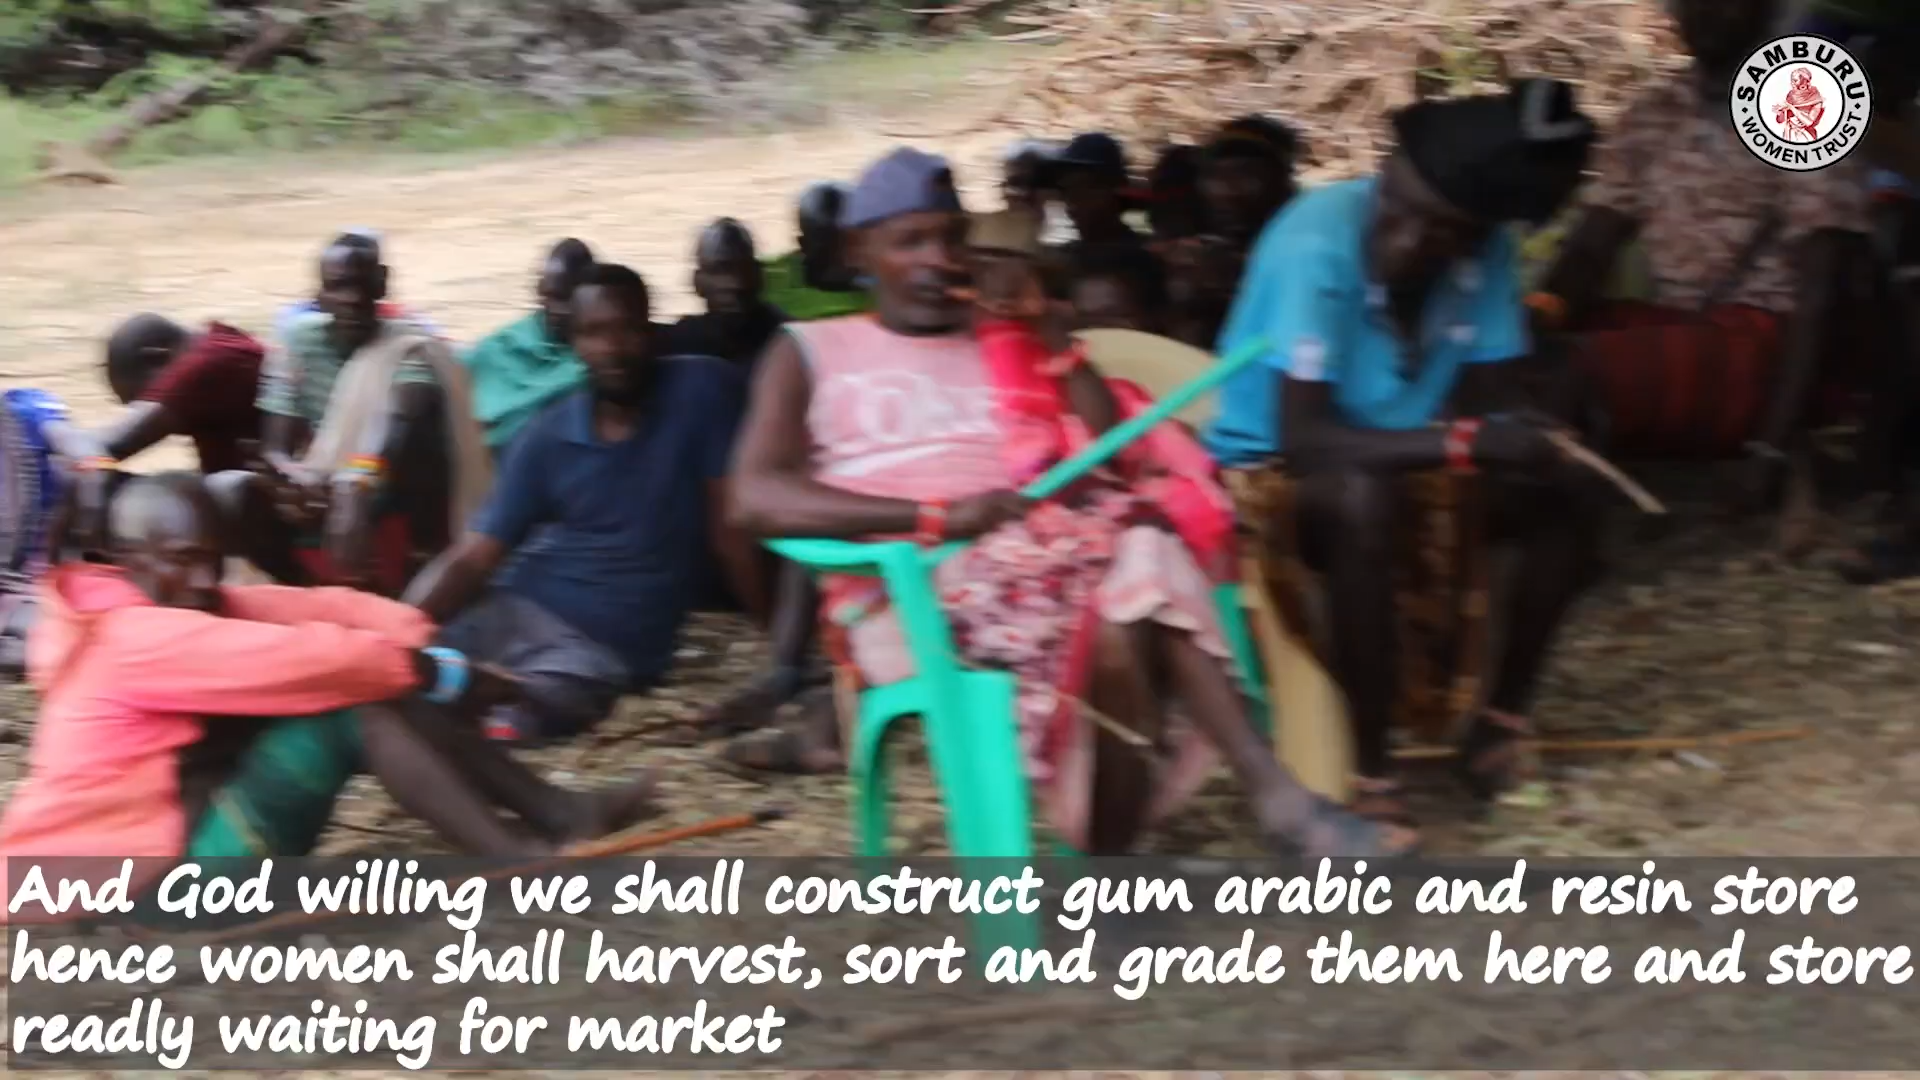 SAMBURU
WOMEN TRUST
And God willing we shall construct gum arabic and resin store
hence women shall harvest, sort and grade them here and store
readly waiting for market